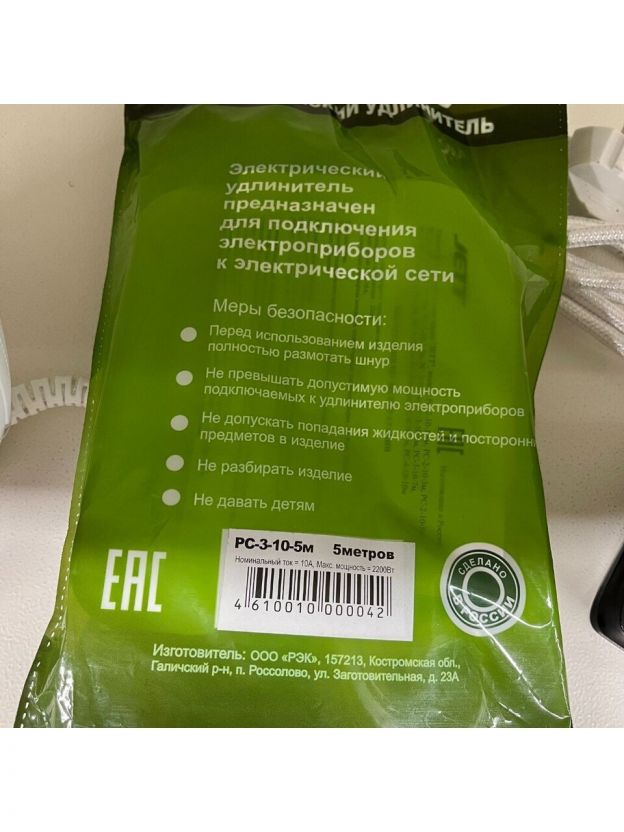 УДЛИНИТЕЛЬ
Электрический
удлинитель
предназначен
для подключения
электроприборов
к электрической сети
Меры безопасности:
Перед использованием изделия
полностью размотать шнур
Не превышать допустимую мощность
подключаемых к удлинителю электроприборов
Не допускать попадания жидкостей и посторонн
предметов в изделие
Не разбирать изделие
Не давать детям
РС-3-10-5м 5метров
Номинальный ток = 10А, Макс. мощность = 2200Вт
4 610010 000042
EAC
СДЕЛАНО
В РОССИИ
Изготовитель: ООО «РЭК», 157213, Костромская обл.,
Галичский р-н, п. Россолово, ул. Заготовительная, д. 23А